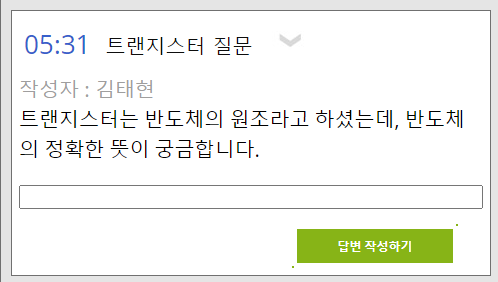 05:31 트랜지스터 질문
작성자 : 김태현
트랜지스터는 반도체의 원조라고 하셨는데, 반도체
의 정확한 뜻이 궁금합니다.
답변 작성하기